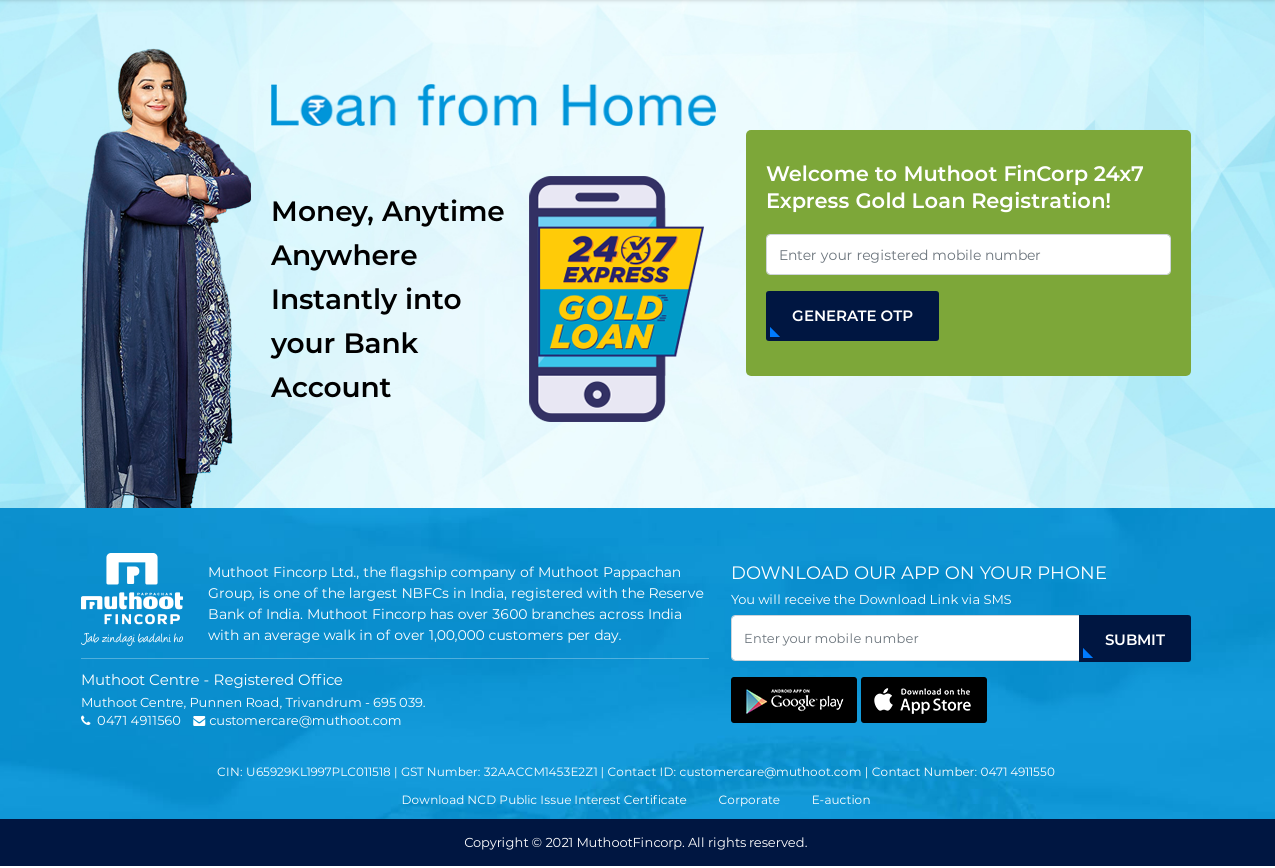 Loan from Home
Money, Anytime
Anywhere
Instantly into
your Bank
Account
24X7
EXPRESS
GOLD
LOAN
Welcome to Muthoot FinCorp 24x7
Express Gold Loan Registration!
Enter your registered mobile number
GENERATE OTP
PAPPACHAN
muthoot
FINCORP
Jab zindagi badalni ho
Muthoot Fincorp Ltd., the flagship company of Muthoot Pappachan
Group, is one of the largest NBFCs in India, registered with the Reserve
Bank of India. Muthoot Fincorp has over 3600 branches across India
with an average walk in of over 1,00,000 customers per day.
Muthoot Centre - Registered Office
Muthoot Centre, Punnen Road, Trivandrum - 695 039.
0471 4911560 customercare@muthoot.com
DOWNLOAD OUR APP ON YOUR PHONE
You will receive the Download Link via SMS
Enter your mobile number
SUBMIT
ANDROID APP ON
Google play
Download on the
App Store
CIN: U65929KL1997PLC011518 | GST Number: 32AACCM1453E2Z1 | Contact ID: customercare@muthoot.com | Contact Number: 0471 4911550
Download NCD Public Issue Interest Certificate Corporate E-auction
Copyright © 2021 MuthootFincorp. All rights reserved.